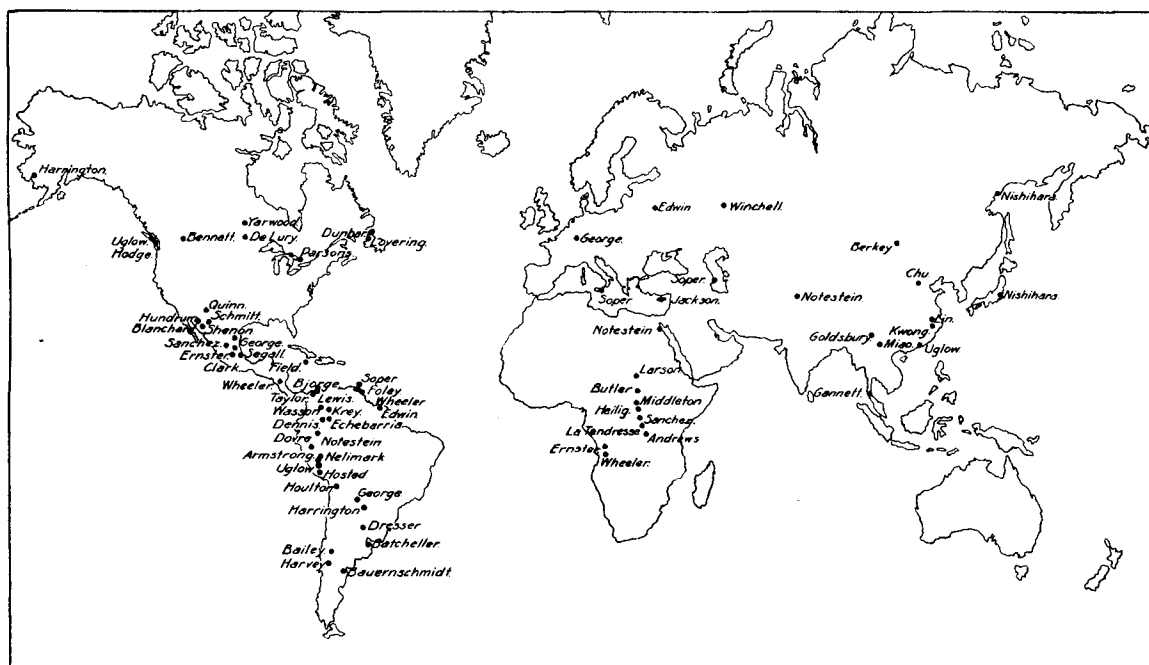 Harrington.
Yarwood.
Uglow.
Hodge.
Bennatt.
De Lury.
Dunbar
Lovering.
Parsons.
Quinn.
Schmitt.
Hundrum
Blanchar
Shenon.
Sanchez.
George.
Ernster.
Segall.
Clark.
Field.
Wheeler.
Bjorge.
Soper
Foley
Taylor.
Lewis.
Wheeler
Edwin.
Wasson
Krey.
Dennis.
Echebarria.
Dovre
Notestein
Armstrong.
Nelimark
Uglow.
Hosted
Houlton
George.
Harrington
Dresser
Batcheller.
Bailey.
Harvey
Bauernschmidt.
Edwin
Winchell.
George.
Soper.
Soper
Jackson.
Notestein
Larson.
Butler
Middleton
Heilig.
Sanchez.
La Tendresse
Andrews
Ernster
Wheeler.
Nishihara.
Berkey
Chu
Notestein
Nishihara.
Lin.
Kwong.
Goldsbury.
Miao.
Uglow
Gannett.